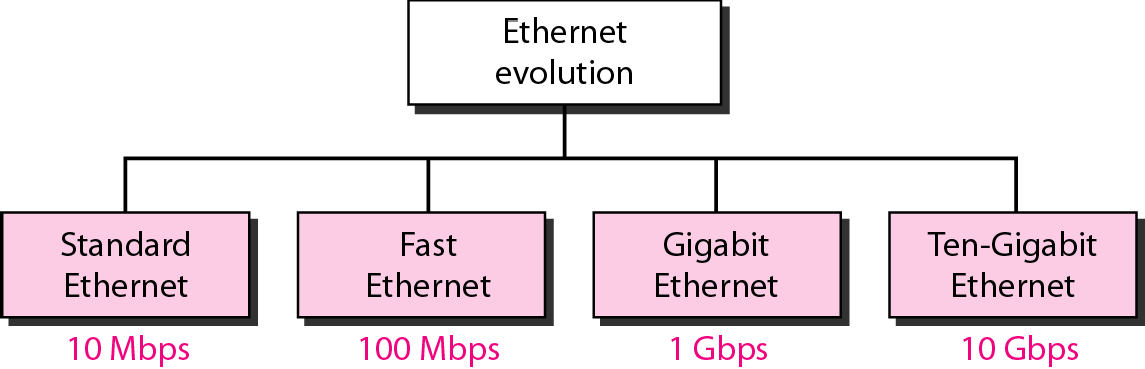 Ethernet
evolution
Standard
Ethernet
Fast
Ethernet
Gigabit
Ethernet
Ten-Gigabit
Ethernet
10 Mbps
100 Mbps
1 Gbps
10 Gbps